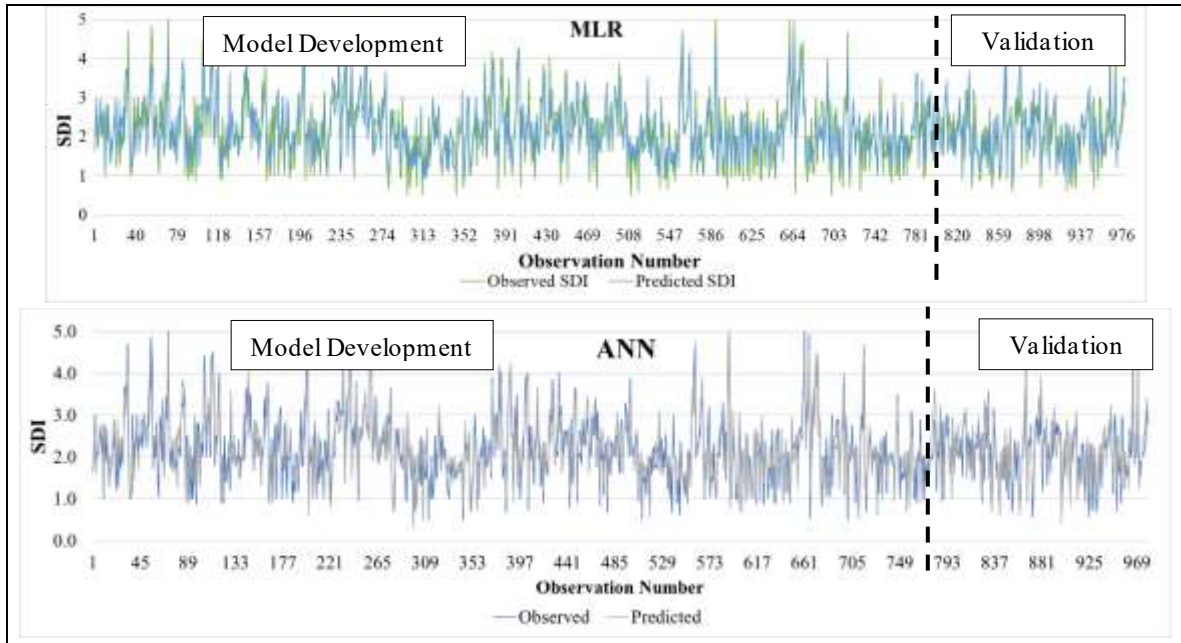 Model Development
MLR
Validation
5
4
3
2
1
0
SDI
1 40 79 118 157 196 235 274 313 352 391 430 469 508 547 586 625 664 703 742 781 820 859 898 937 976
Observation Number
Observed SDI Predicted SDI
Model Development
ANN
Validation
5.0
4.0
3.0
2.0
1.0
0.0
SDI
1 45 89 133 177 221 265 309 353 397 441 485 529 573 617 661 705 749 793 837 881 925 969
Observation Number
Observed Predicted